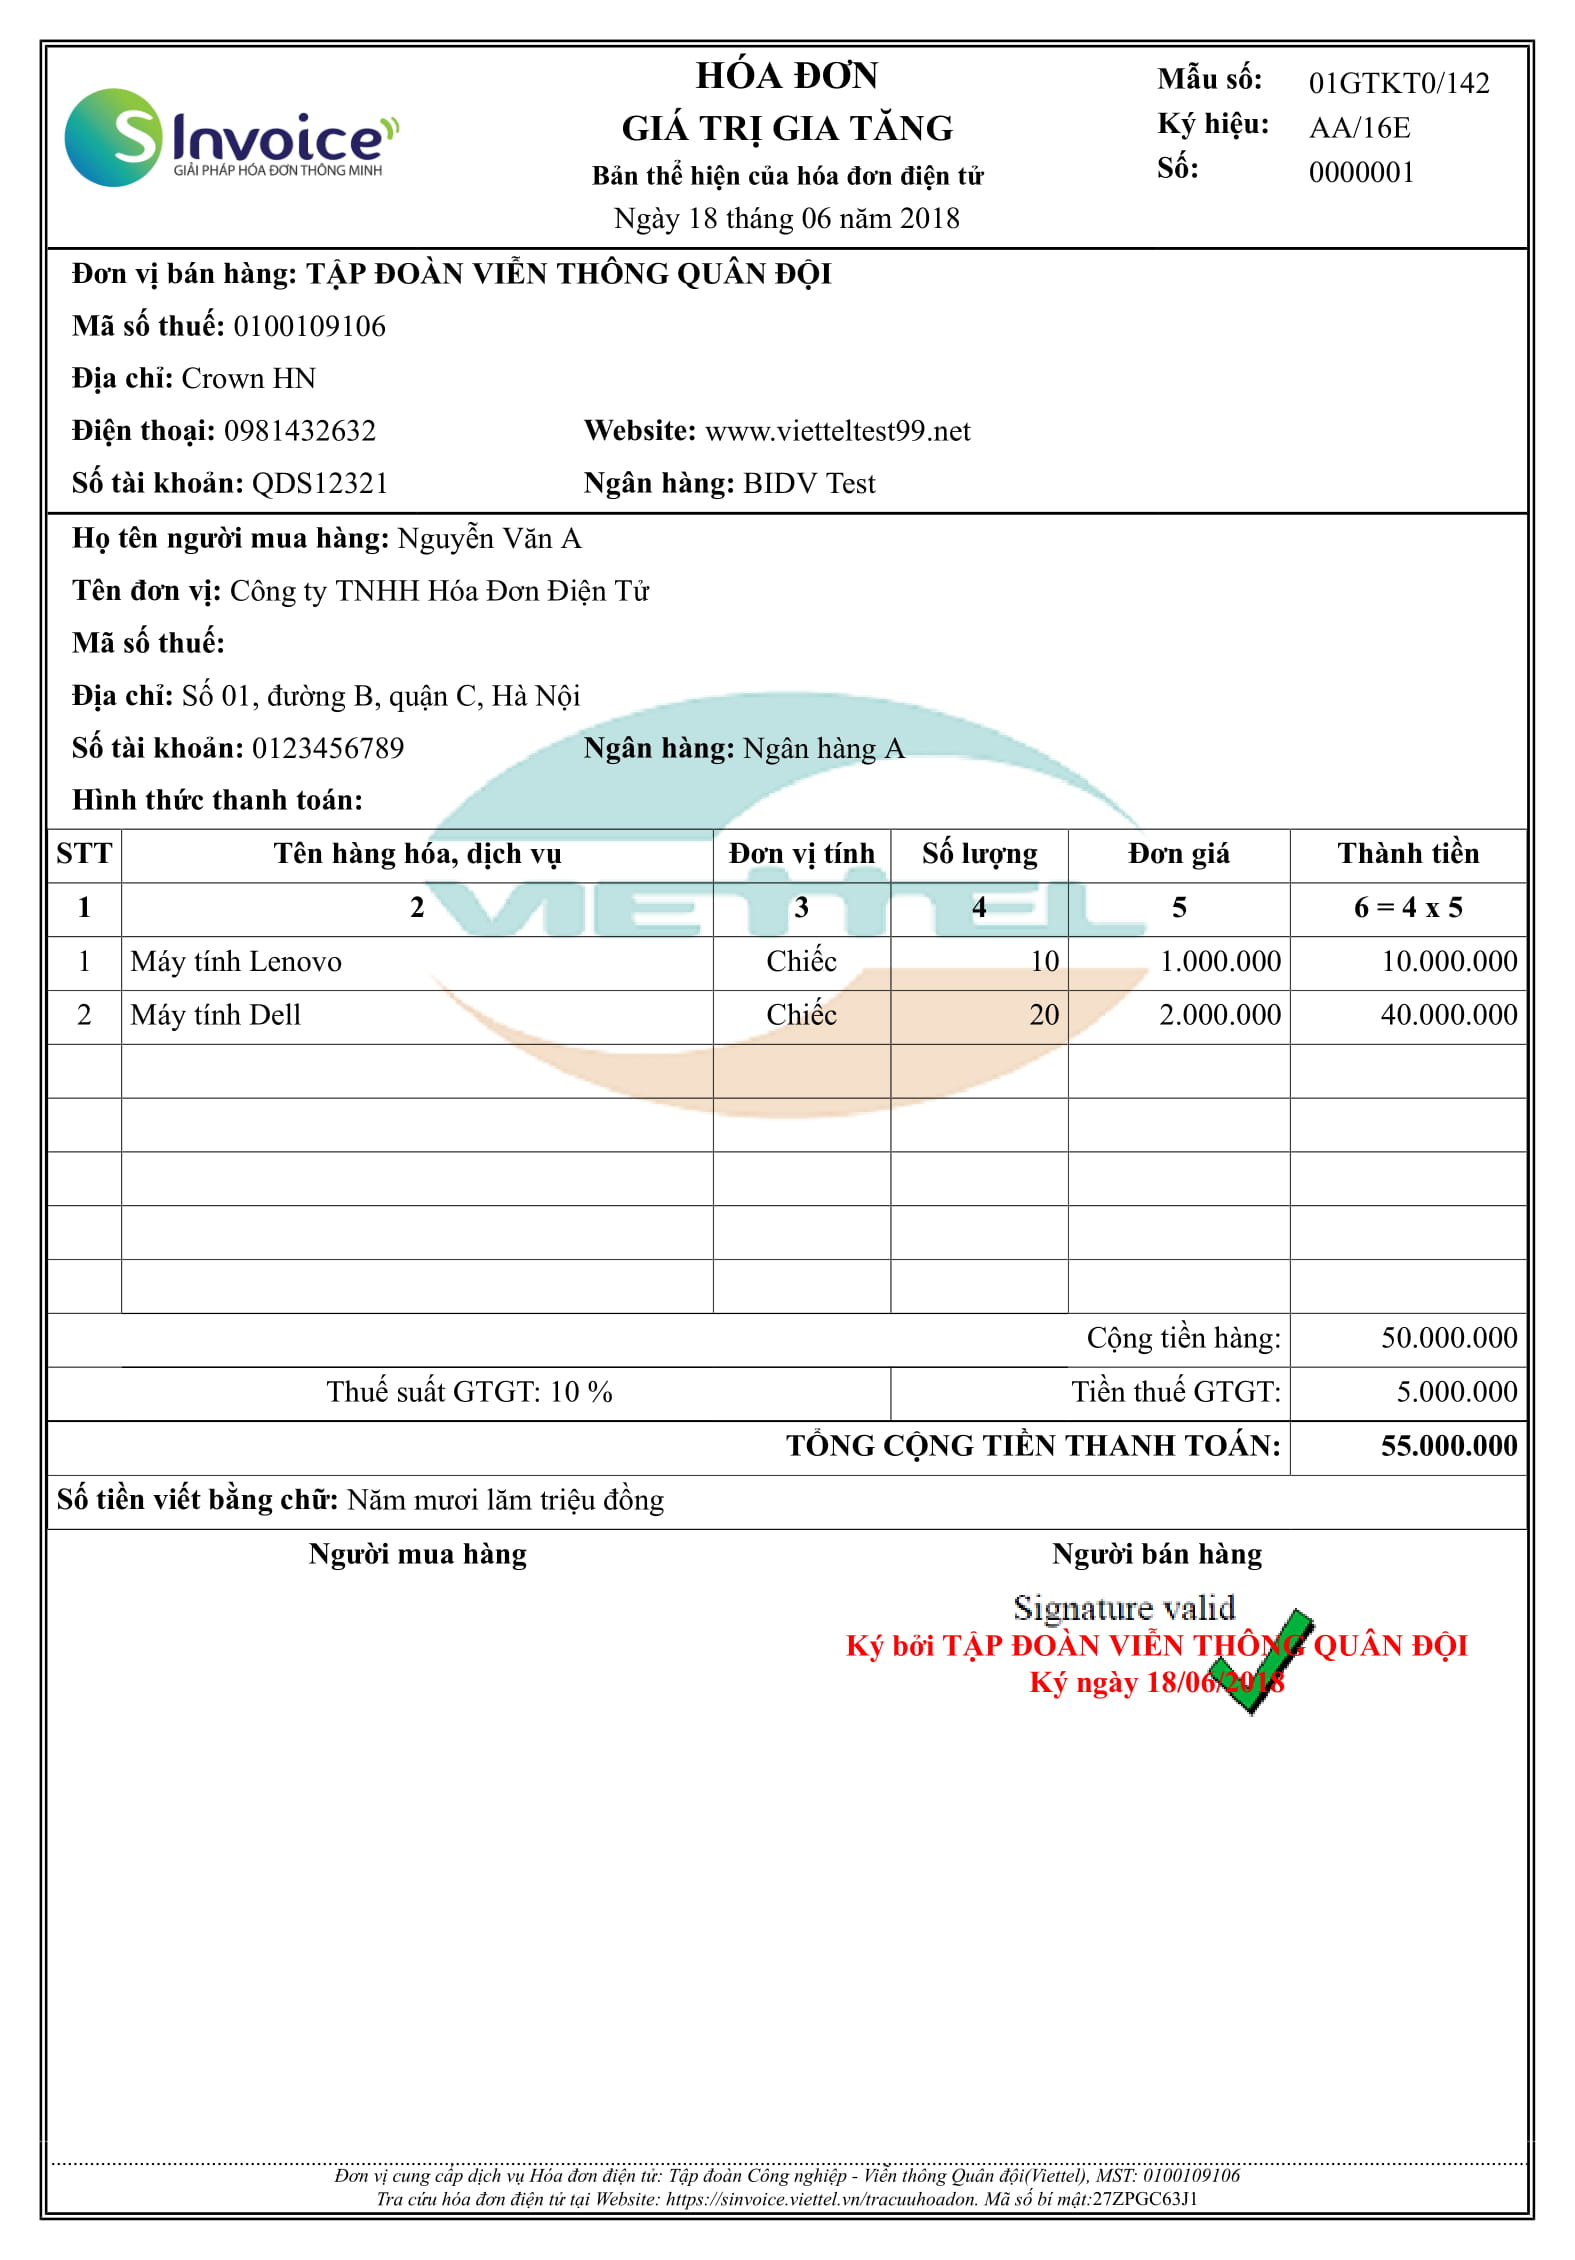 HÓA ĐƠN
GIÁ TRỊ GIA TĂNG
Bản thể hiện của hóa đơn điện tử
Ngày 18 tháng 06 năm 2018
S Invoice
GIẢI PHÁP HÓA ĐƠN THÔNG MINH
Mẫu số: 01GTKT0/142
Ký hiệu: AA/16E
Số: 0000001
Đơn vị bán hàng: TẬP ĐOÀN VIỄN THÔNG QUÂN ĐỘI
Mã số thuế: 0100109106
Địa chỉ: Crown HN
Điện thoại: 0981432632 Website: www.vietteltest99.net
Số tài khoản: QDS12321 Ngân hàng: BIDV Test
Họ tên người mua hàng: Nguyễn Văn A
Tên đơn vị: Công ty TNHH Hóa Đơn Điện Tử
Mã số thuế:
Địa chỉ: Số 01, đường B, quận C, Hà Nội
Số tài khoản: 0123456789 Ngân hàng: Ngân hàng A
Hình thức thanh toán:
STT Tên hàng hóa, dịch vụ Đơn vị tính Số lượng Đơn giá Thành tiền
1 2 3 4 5 6 = 4 x 5
VIETTEL
1 Máy tính Lenovo Chiếc 10 1.000.000 10.000.000
2 Máy tính Dell Chiếc 20 2.000.000 40.000.000
Cộng tiền hàng: 50.000.000
Thuế suất GTGT: 10 % Tiền thuế GTGT: 5.000.000
TỔNG CỘNG TIỀN THANH TOÁN: 55.000.000
Số tiền viết bằng chữ: Năm mươi lăm triệu đồng
Người mua hàng Người bán hàng
Signature valid
Ký bởi TẬP ĐOÀN VIỄN THÔNG QUÂN ĐỘI
Ký ngày 18/06/2018
Đơn vị cung cấp dịch vụ Hóa đơn điện tử: Tập đoàn Công nghiệp - Viễn thông Quân đội(Viettel), MST: 0100109106
Tra cứu hóa đơn điện tử tại Website: https://sinvoice.viettel.vn/tracuuhoadon. Mã số bí mật:27ZPGC63J1